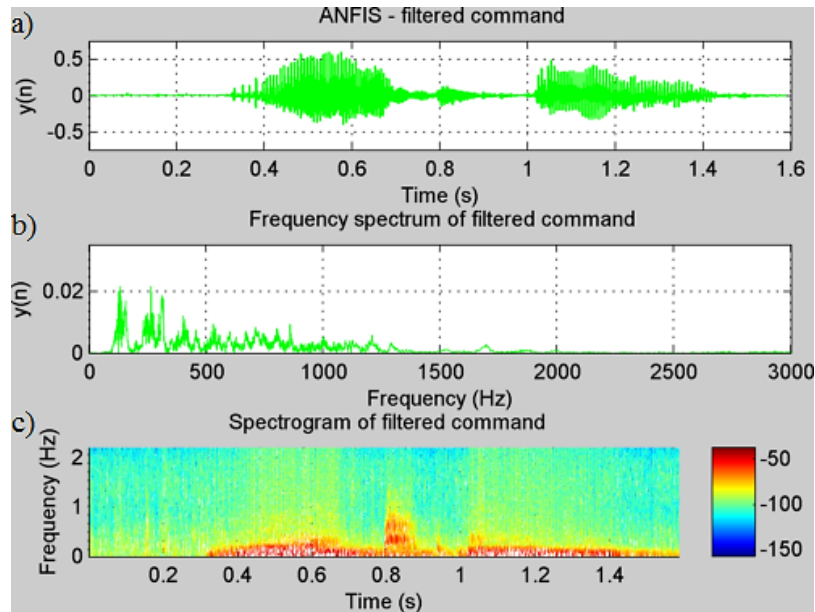 a)
ANFIS - filtered command
y(n)
0.5
0
-0.5
0 0.2 0.4 0.6 0.8 1 1.2 1.4 1.6
Time (s)
b)
Frequency spectrum of filtered command
y(n)
0.02
0
0 500 1000 1500 2000 2500 3000
Frequency (Hz)
c)
Spectrogram of filtered command
Frequency (Hz)
2
1
0
0.2 0.4 0.6 0.8 1 1.2 1.4
Time (s)
-50
-100
-150